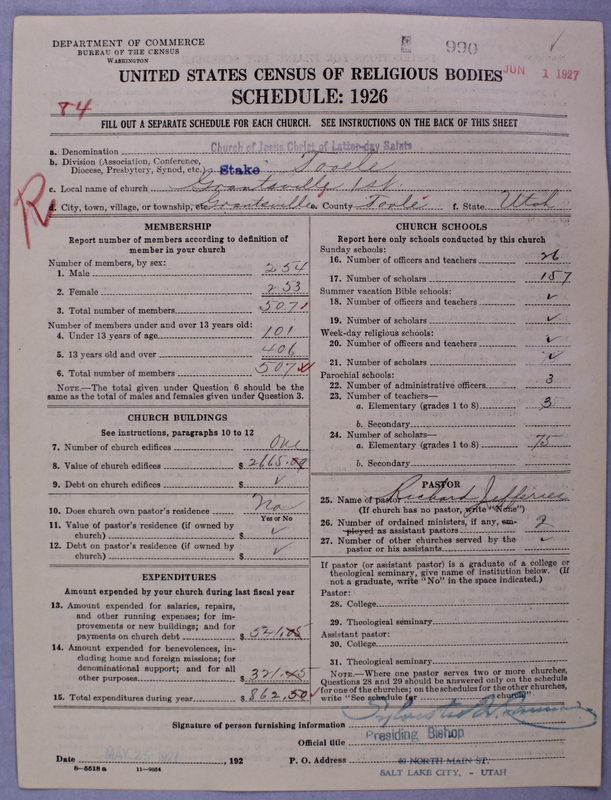 DEPARTMENT OF COMMERCE
BUREAU OF THE CENSUS
WASHINGTON
990
UNITED STATES CENSUS OF RELIGIOUS BODIES
JUN 1 1927
SCHEDULE: 1926
84
FILL OUT A SEPARATE SCHEDULE FOR EACH CHURCH. SEE INSTRUCTIONS ON THE BACK OF THIS SHEET
a. Denomination Church of Jesus Christ of Latter-day Saints
b. Division (Association, Conference, Diocese, Presbytery, Synod, etc.) Stake Tooele
c. Local name of church Grantsville 1st.
R
d. City, town, village, or township, etc. Grantsville e. County Tooele f. State Utah
MEMBERSHIP
Report number of members according to definition of
member in your church
Number of members, by sex:
1. Male 254
2. Female 253
3. Total number of members 507
Number of members under and over 13 years old:
4. Under 13 years of age 101
5. 13 years old and over 406
6. Total number of members 507
NOTE.—The total given under Question 6 should be the
same as the total of males and females given under Question 3.
CHURCH BUILDINGS
See instructions, paragraphs 10 to 12
7. Number of church edifices One
8. Value of church edifices $ 2665.09
9. Debt on church edifices $ ✓
10. Does church own pastor's residence No
Yes or No
11. Value of pastor's residence (if owned by
church) $ ✓
12. Debt on pastor's residence (if owned by
church) $ ✓
EXPENDITURES
Amount expended by your church during last fiscal year
13. Amount expended for salaries, repairs,
and other running expenses; for im-
provements or new buildings; and for
payments on church debt $ 541.05
14. Amount expended for benevolences, in-
cluding home and foreign missions; for
denominational support; and for all
other purposes $ 321.45
15. Total expenditures during year $ 862.50
CHURCH SCHOOLS
Report here only schools conducted by this church
Sunday schools:
16. Number of officers and teachers 26
17. Number of scholars 157
Summer vacation Bible schools:
18. Number of officers and teachers ✓
19. Number of scholars ✓
Week-day religious schools:
20. Number of officers and teachers ✓
21. Number of scholars ✓
Parochial schools:
22. Number of administrative officers 3
23. Number of teachers—
a. Elementary (grades 1 to 8) 3
b. Secondary
24. Number of scholars—
a. Elementary (grades 1 to 8) 75
b. Secondary
PASTOR
25. Name of pastor Richard Jefferies
(If church has no pastor, write "None")
26. Number of ordained ministers, if any, em-
ployed as assistant pastors 2
27. Number of other churches served by the
pastor or his assistants ✓
If pastor (or assistant pastor) is a graduate of a college or
theological seminary, give name of institution below. (If
not a graduate, write "No" in the space indicated.)
Pastor:
28. College
29. Theological seminary
Assistant pastor:
30. College
31. Theological seminary
NOTE.—Where one pastor serves two or more churches,
Questions 28 and 29 should be answered only on the schedule
for one of the churches; on the schedules for the other churches,
write "See schedule for church"
Signature of person furnishing information Sylvester Q. Cannon
Official title Presiding Bishop
Date , 192 P. O. Address 40 NORTH MAIN ST.
SALT LAKE CITY, - UTAH
8—5518a 11—9054